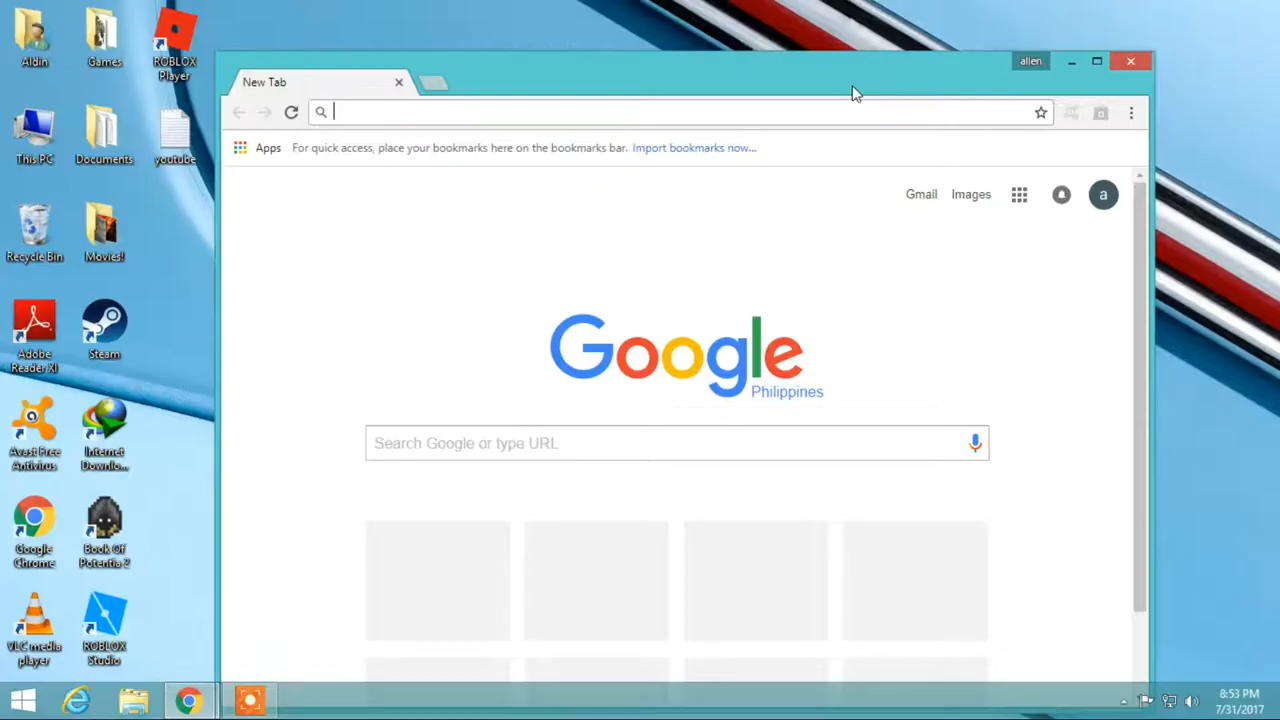 Aldin
Games
ROBLOX
Player
This PC
Documents
youtube
Recycle Bin
Movies!
Adobe
Reader XI
Steam
Avast Free
Antivirus
Internet
Downlo...
Google
Chrome
Book Of
Potentia 2
VLC media
player
ROBLOX
Studio
allen
New Tab
Apps For quick access, place your bookmarks here on the bookmarks bar. Import bookmarks now...
Gmail Images a
Google
Philippines
Search Google or type URL
8:53 PM
7/31/2017